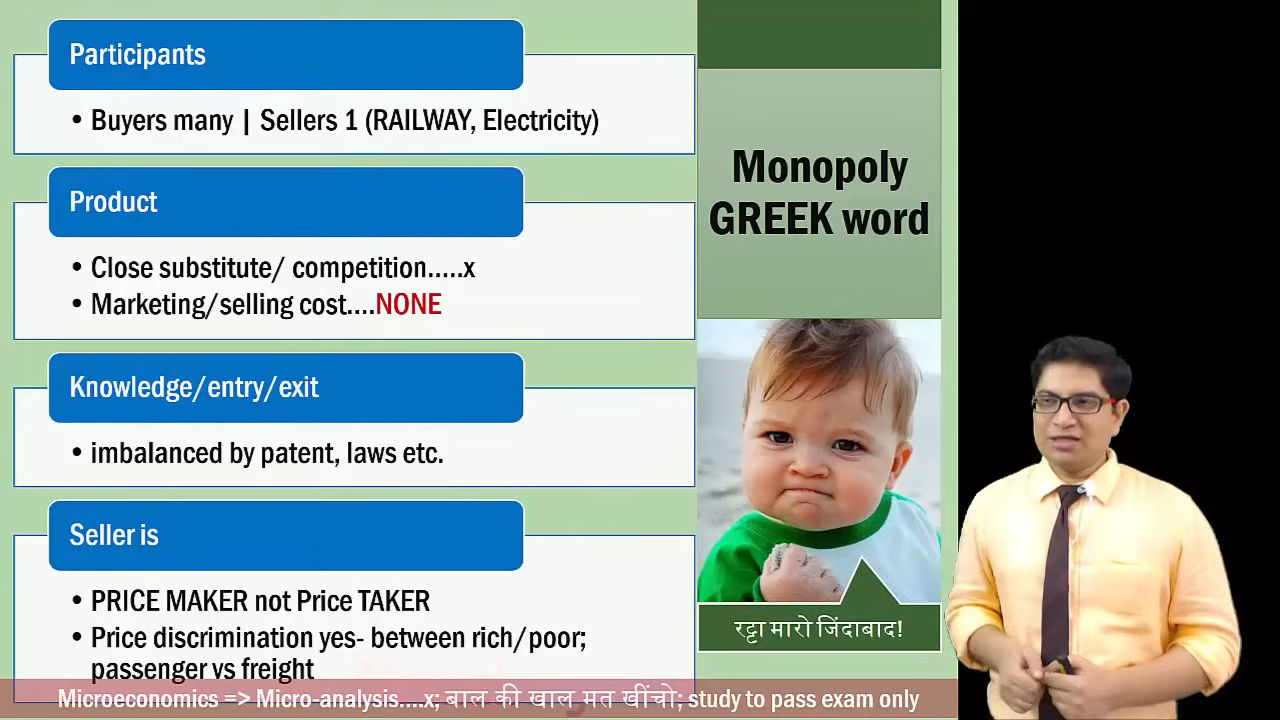 Participants
• Buyers many | Sellers 1 (RAILWAY, Electricity)
Product
• Close substitute/ competition.....x
• Marketing/selling cost....NONE
Knowledge/entry/exit
• imbalanced by patent, laws etc.
Seller is
• PRICE MAKER not Price TAKER
• Price discrimination yes- between rich/poor;
passenger vs freight
Monopoly
GREEK word
रट्टा मारो जिंदाबाद!
Microeconomics => Micro-analysis....x; बाल की खाल मत खींचो; study to pass exam only